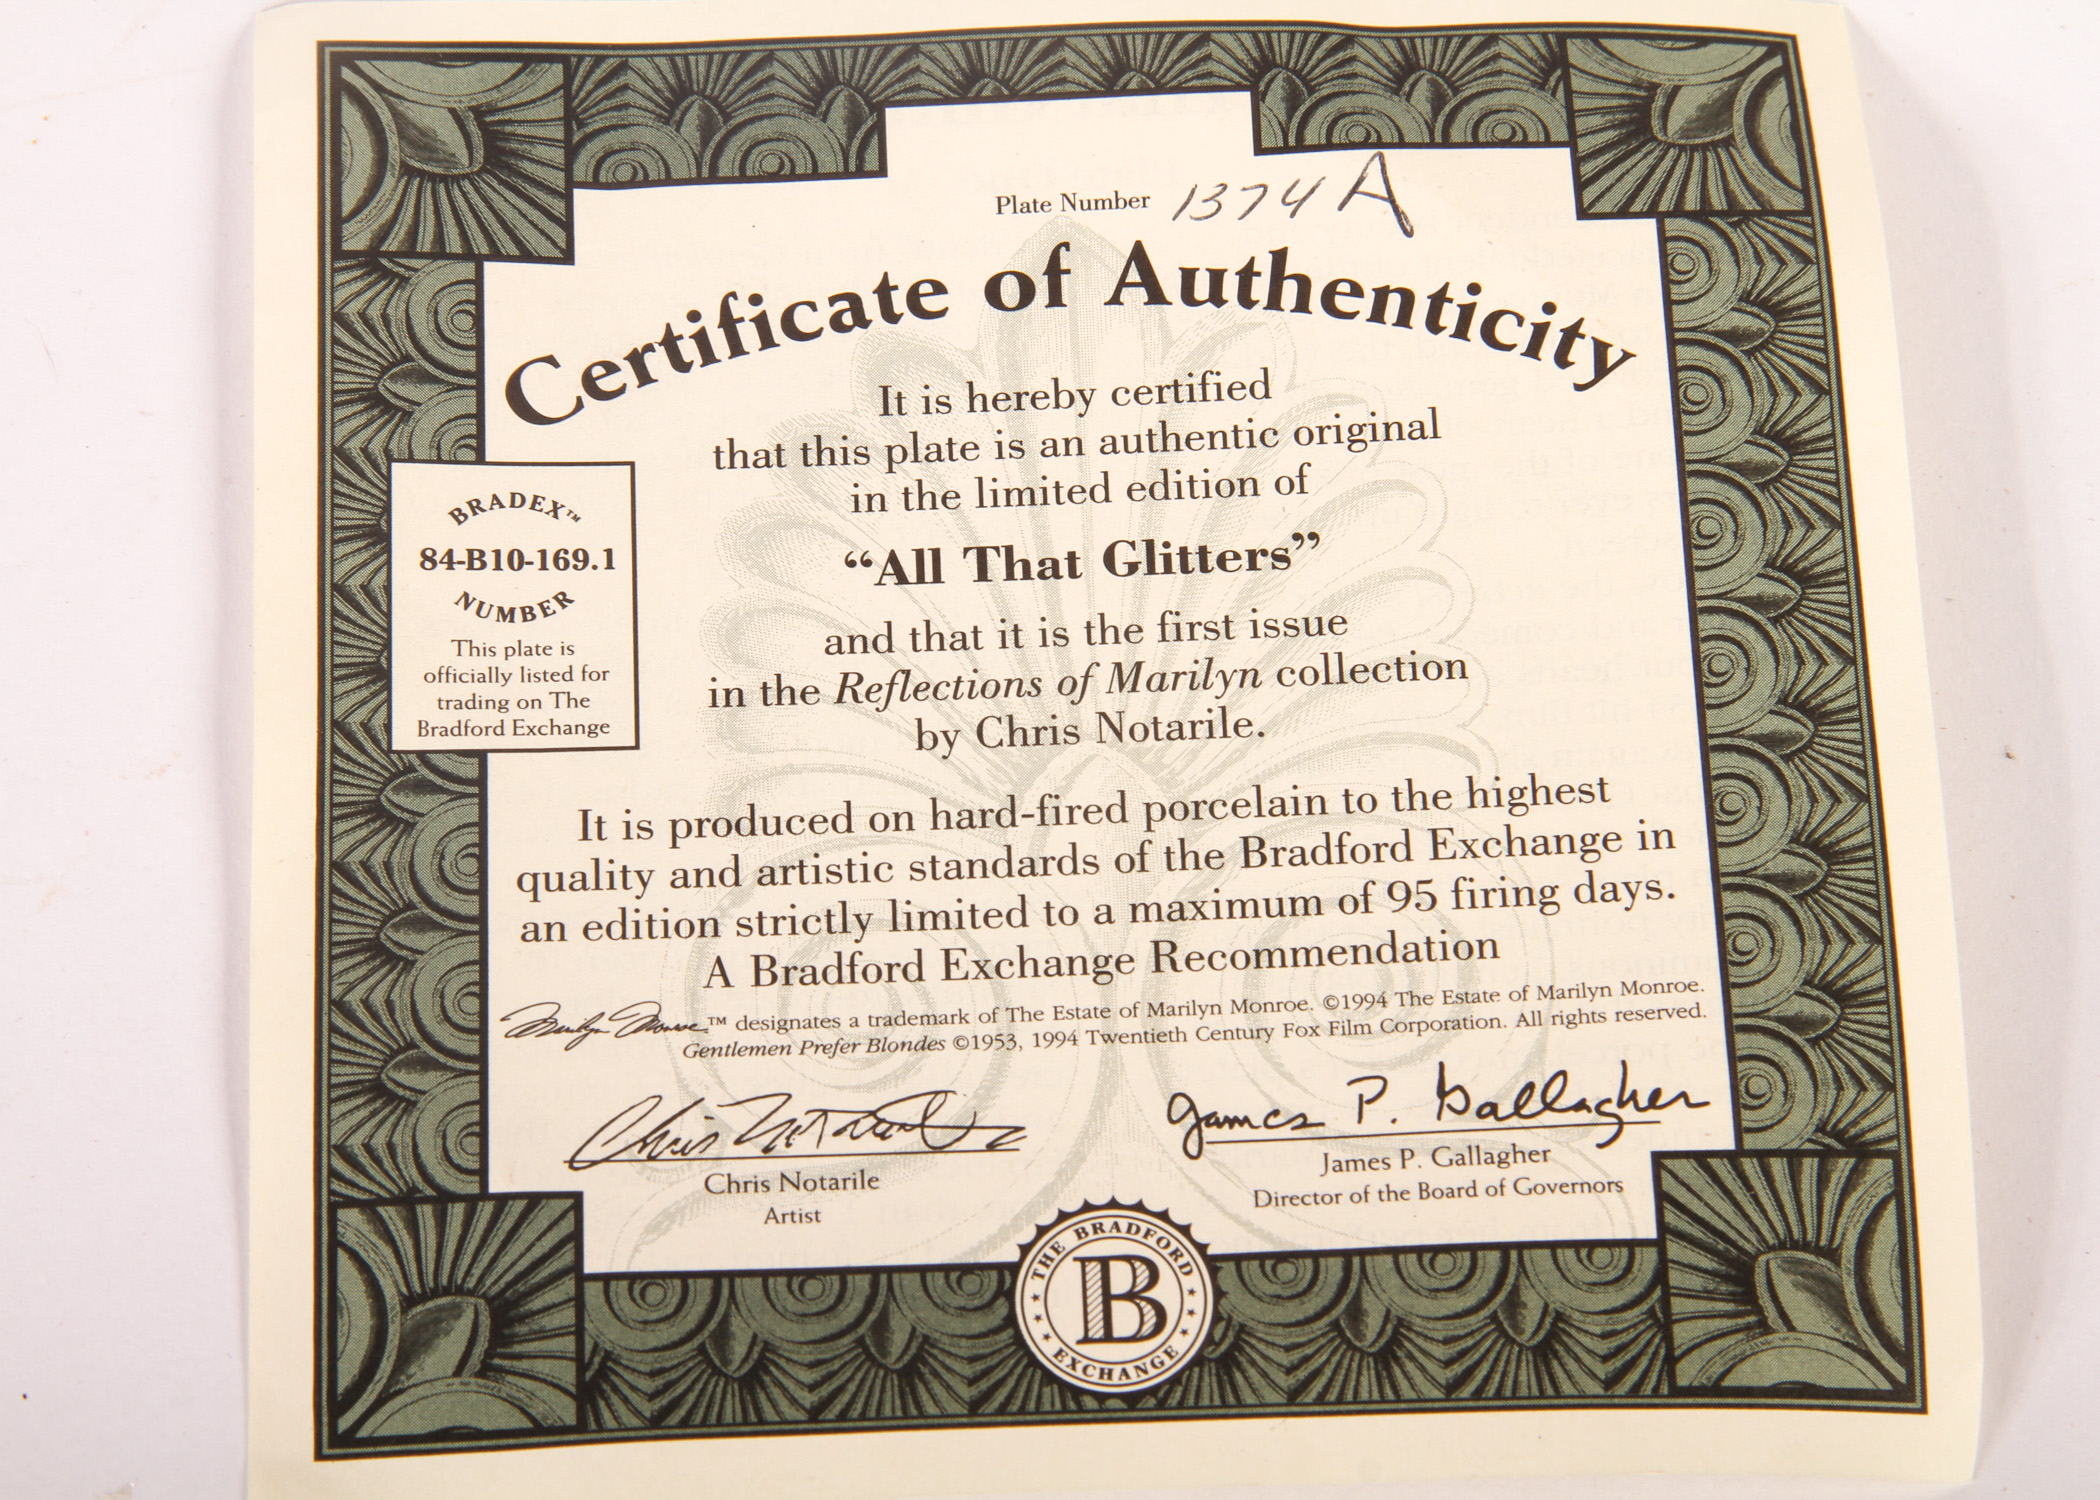 Plate Number 1374A
Certificate of Authenticity
It is hereby certified
that this plate is an authentic original
in the limited edition of
“All That Glitters”
and that it is the first issue
in the Reflections of Marilyn collection
by Chris Notarile.
BRADEX™
84-B10-169.1
NUMBER
This plate is
officially listed for
trading on The
Bradford Exchange
It is produced on hard-fired porcelain to the highest
quality and artistic standards of the Bradford Exchange in
an edition strictly limited to a maximum of 95 firing days.
A Bradford Exchange Recommendation
Marilyn Monroe™ designates a trademark of The Estate of Marilyn Monroe. ©1994 The Estate of Marilyn Monroe.
Gentlemen Prefer Blondes ©1953, 1994 Twentieth Century Fox Film Corporation. All rights reserved.
Chris Notarile
Chris Notarile
Artist
James P. Gallagher
James P. Gallagher
Director of the Board of Governors
THE BRADFORD
B
EXCHANGE